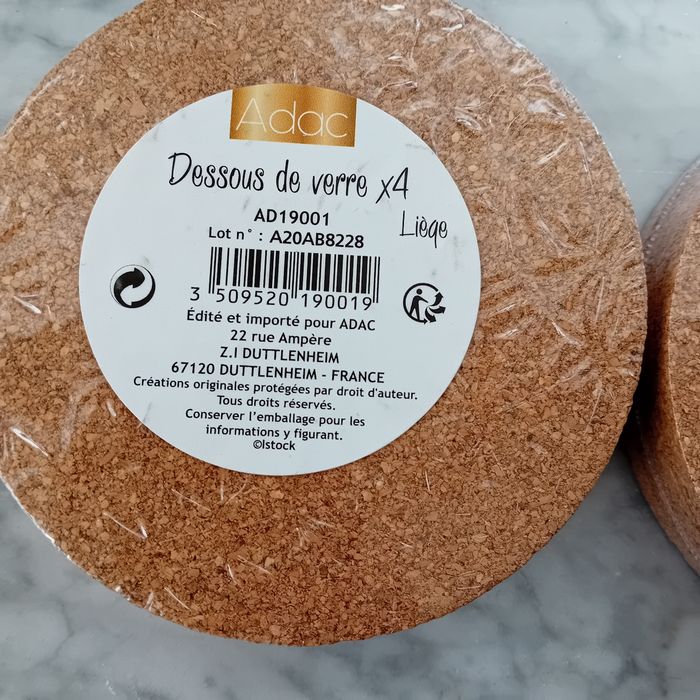 Adac
Dessous de verre x4
Liège
AD19001
Lot n° : A20AB8228
3 509520 190019
Édité et importé pour ADAC
22 rue Ampère
Z.I DUTTLENHEIM
67120 DUTTLENHEIM - FRANCE
Créations originales protégées par droit d'auteur.
Tous droits réservés.
Conserver l'emballage pour les
informations y figurant.
©Istock